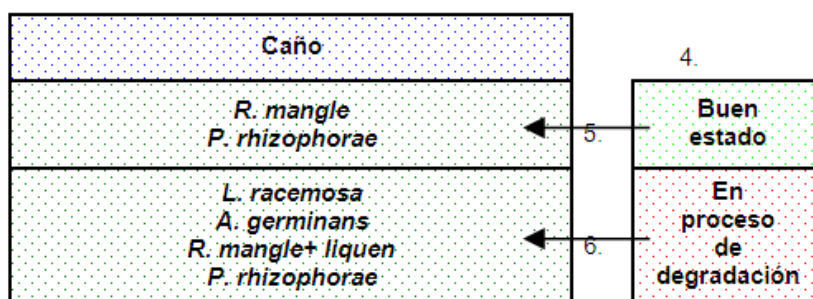 Caño
4.
R. mangle
P. rhizophorae
5.
Buen
estado
L. racemosa
A. germinans
R. mangle+ liquen
P. rhizophorae
6.
En
proceso
de
degradación